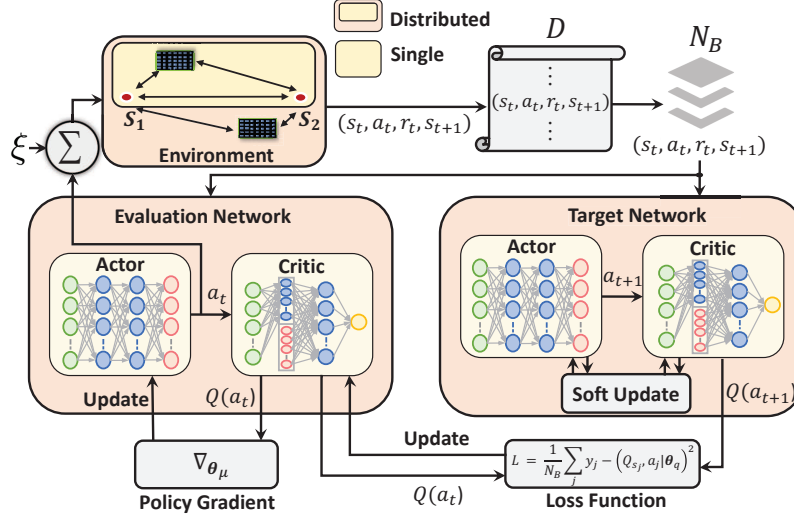 Distributed
Single
D
N_B
S_1
S_2
Environment
(s_t, a_t, r_t, s_{t+1})
⋮
(s_t, a_t, r_t, s_{t+1})
⋮
(s_t, a_t, r_t, s_{t+1})
ξ
Σ
Evaluation Network
Actor
a_t
Critic
Target Network
Actor
a_{t+1}
Critic
Update
Q(a_t)
Soft Update
Q(a_{t+1})
Update
∇_{θ_μ}
L = \frac{1}{N_B} \sum_j y_j - (Q_{s_j}, a_j|θ_q)^2
Policy Gradient
Q(a_t)
Loss Function